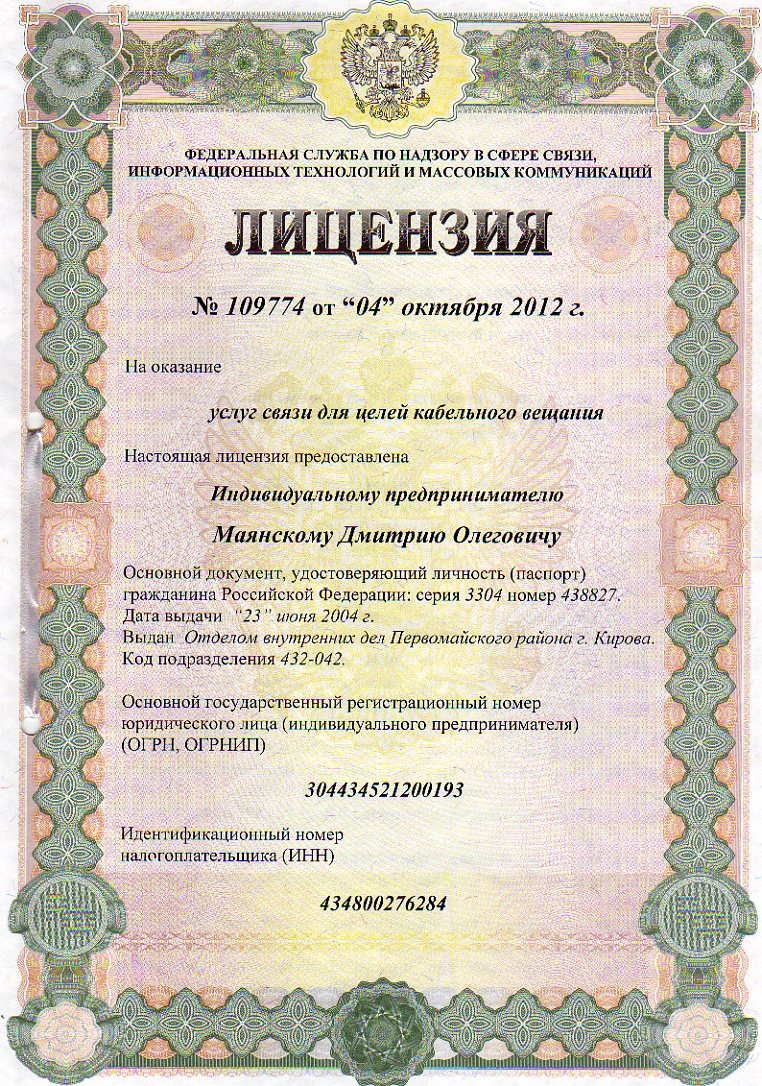 ФЕДЕРАЛЬНАЯ СЛУЖБА ПО НАДЗОРУ В СФЕРЕ СВЯЗИ,
ИНФОРМАЦИОННЫХ ТЕХНОЛОГИЙ И МАССОВЫХ КОММУНИКАЦИЙ
ЛИЦЕНЗИЯ
№ 109774 от “04” октября 2012 г.
На оказание
услуг связи для целей кабельного вещания
Настоящая лицензия предоставлена
Индивидуальному предпринимателю
Маянскому Дмитрию Олеговичу
Основной документ, удостоверяющий личность (паспорт)
гражданина Российской Федерации: серия 3304 номер 438827.
Дата выдачи “23” июня 2004 г.
Выдан Отделом внутренних дел Первомайского района г. Кирова.
Код подразделения 432-042.
Основной государственный регистрационный номер
юридического лица (индивидуального предпринимателя)
(ОГРН, ОГРНИП)
304434521200193
Идентификационный номер
налогоплательщика (ИНН)
434800276284